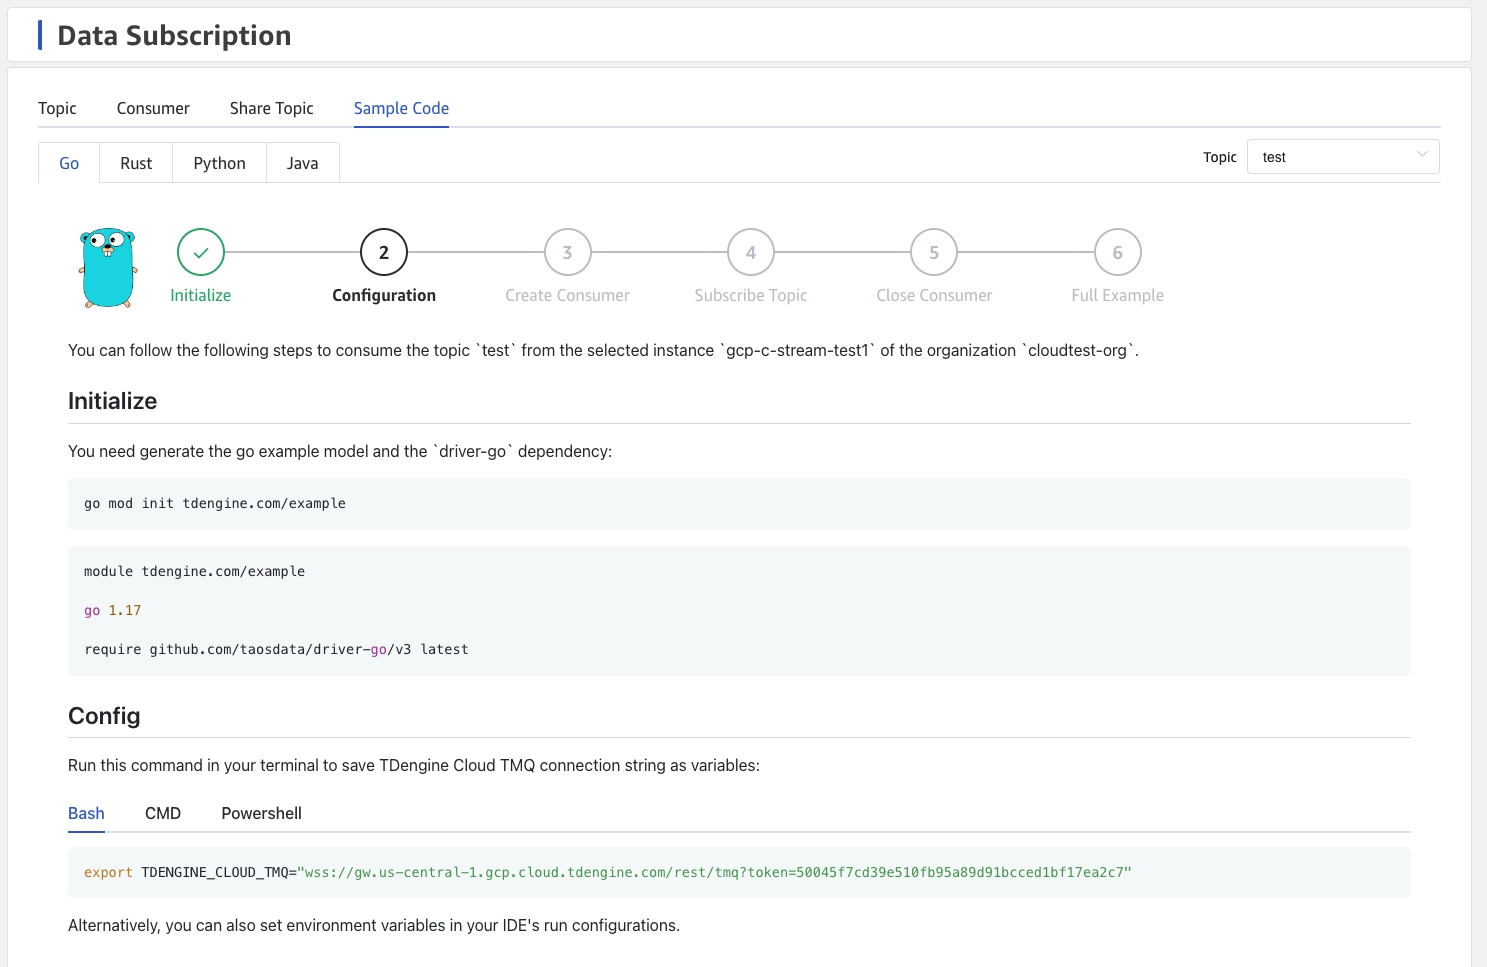 Data Subscription
Topic Consumer Share Topic Sample Code
Go Rust Python Java Topic test
2 3 4 5 6
Initialize Configuration Create Consumer Subscribe Topic Close Consumer Full Example
You can follow the following steps to consume the topic `test` from the selected instance `gcp-c-stream-test1` of the organization `cloudtest-org`.
Initialize
You need generate the go example model and the `driver-go` dependency:
go mod init tdengine.com/example
module tdengine.com/example
go 1.17
require github.com/taosdata/driver-go/v3 latest
Config
Run this command in your terminal to save TDengine Cloud TMQ connection string as variables:
Bash CMD Powershell
export TDENGINE_CLOUD_TMQ="wss://gw.us-central-1.gcp.cloud.tdengine.com/rest/tmq?token=50045f7cd39e510fb95a89d91bcced1bf17ea2c7"
Alternatively, you can also set environment variables in your IDE's run configurations.